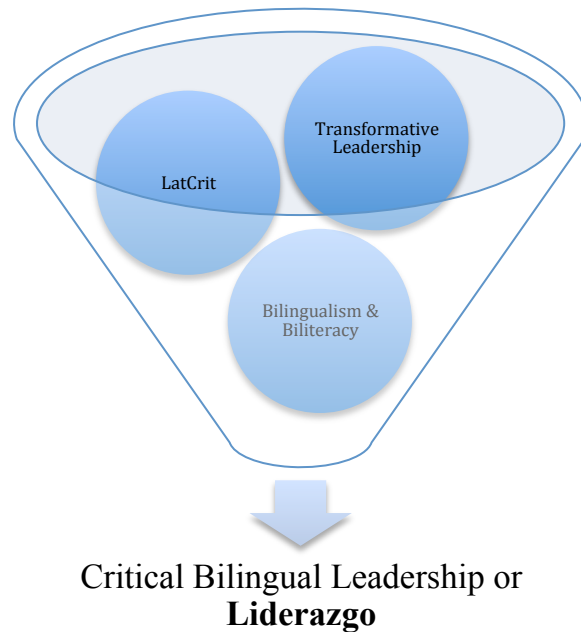 Transformative
Leadership
LatCrit
Bilingualism &
Biliteracy
Critical Bilingual Leadership or
Liderazgo